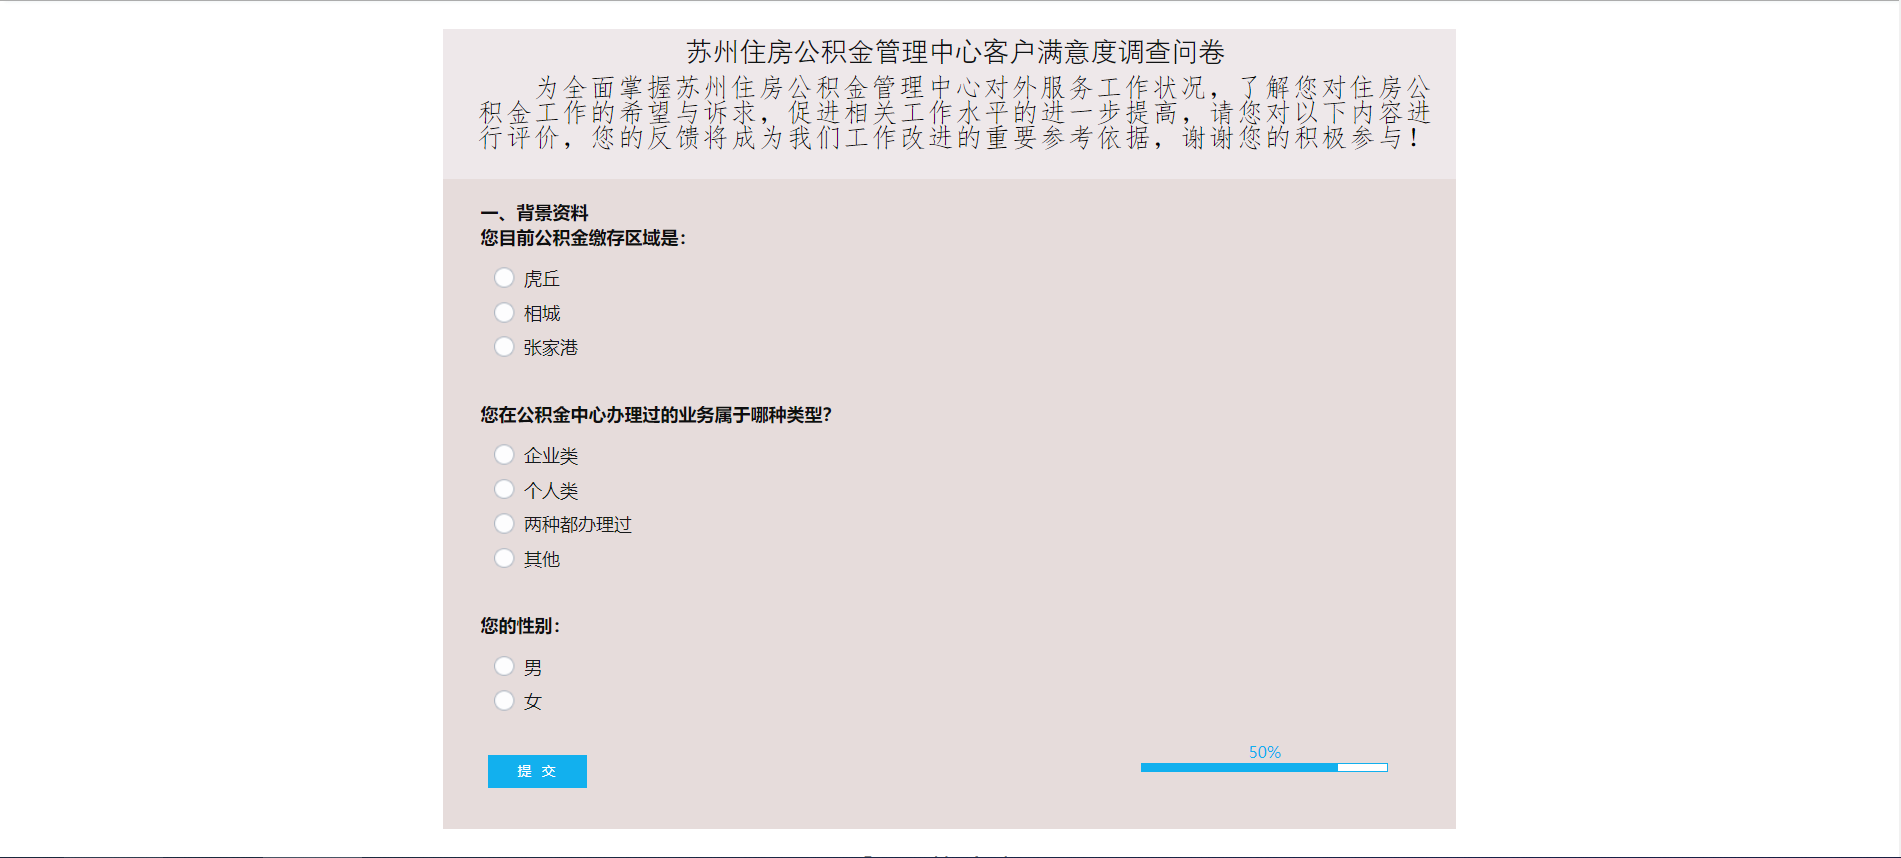 苏州住房公积金管理中心客户满意度调查问卷
为全面掌握苏州住房公积金管理中心对外服务工作状况，了解您对住房公
积金工作的希望与诉求，促进相关工作水平的进一步提高，请您对以下内容进
行评价，您的反馈将成为我们工作改进的重要参考依据，谢谢您的积极参与！
一、背景资料
您目前公积金缴存区域是：
虎丘
相城
张家港
您在公积金中心办理过的业务属于哪种类型？
企业类
个人类
两种都办理过
其他
您的性别：
男
女
50%
提 交